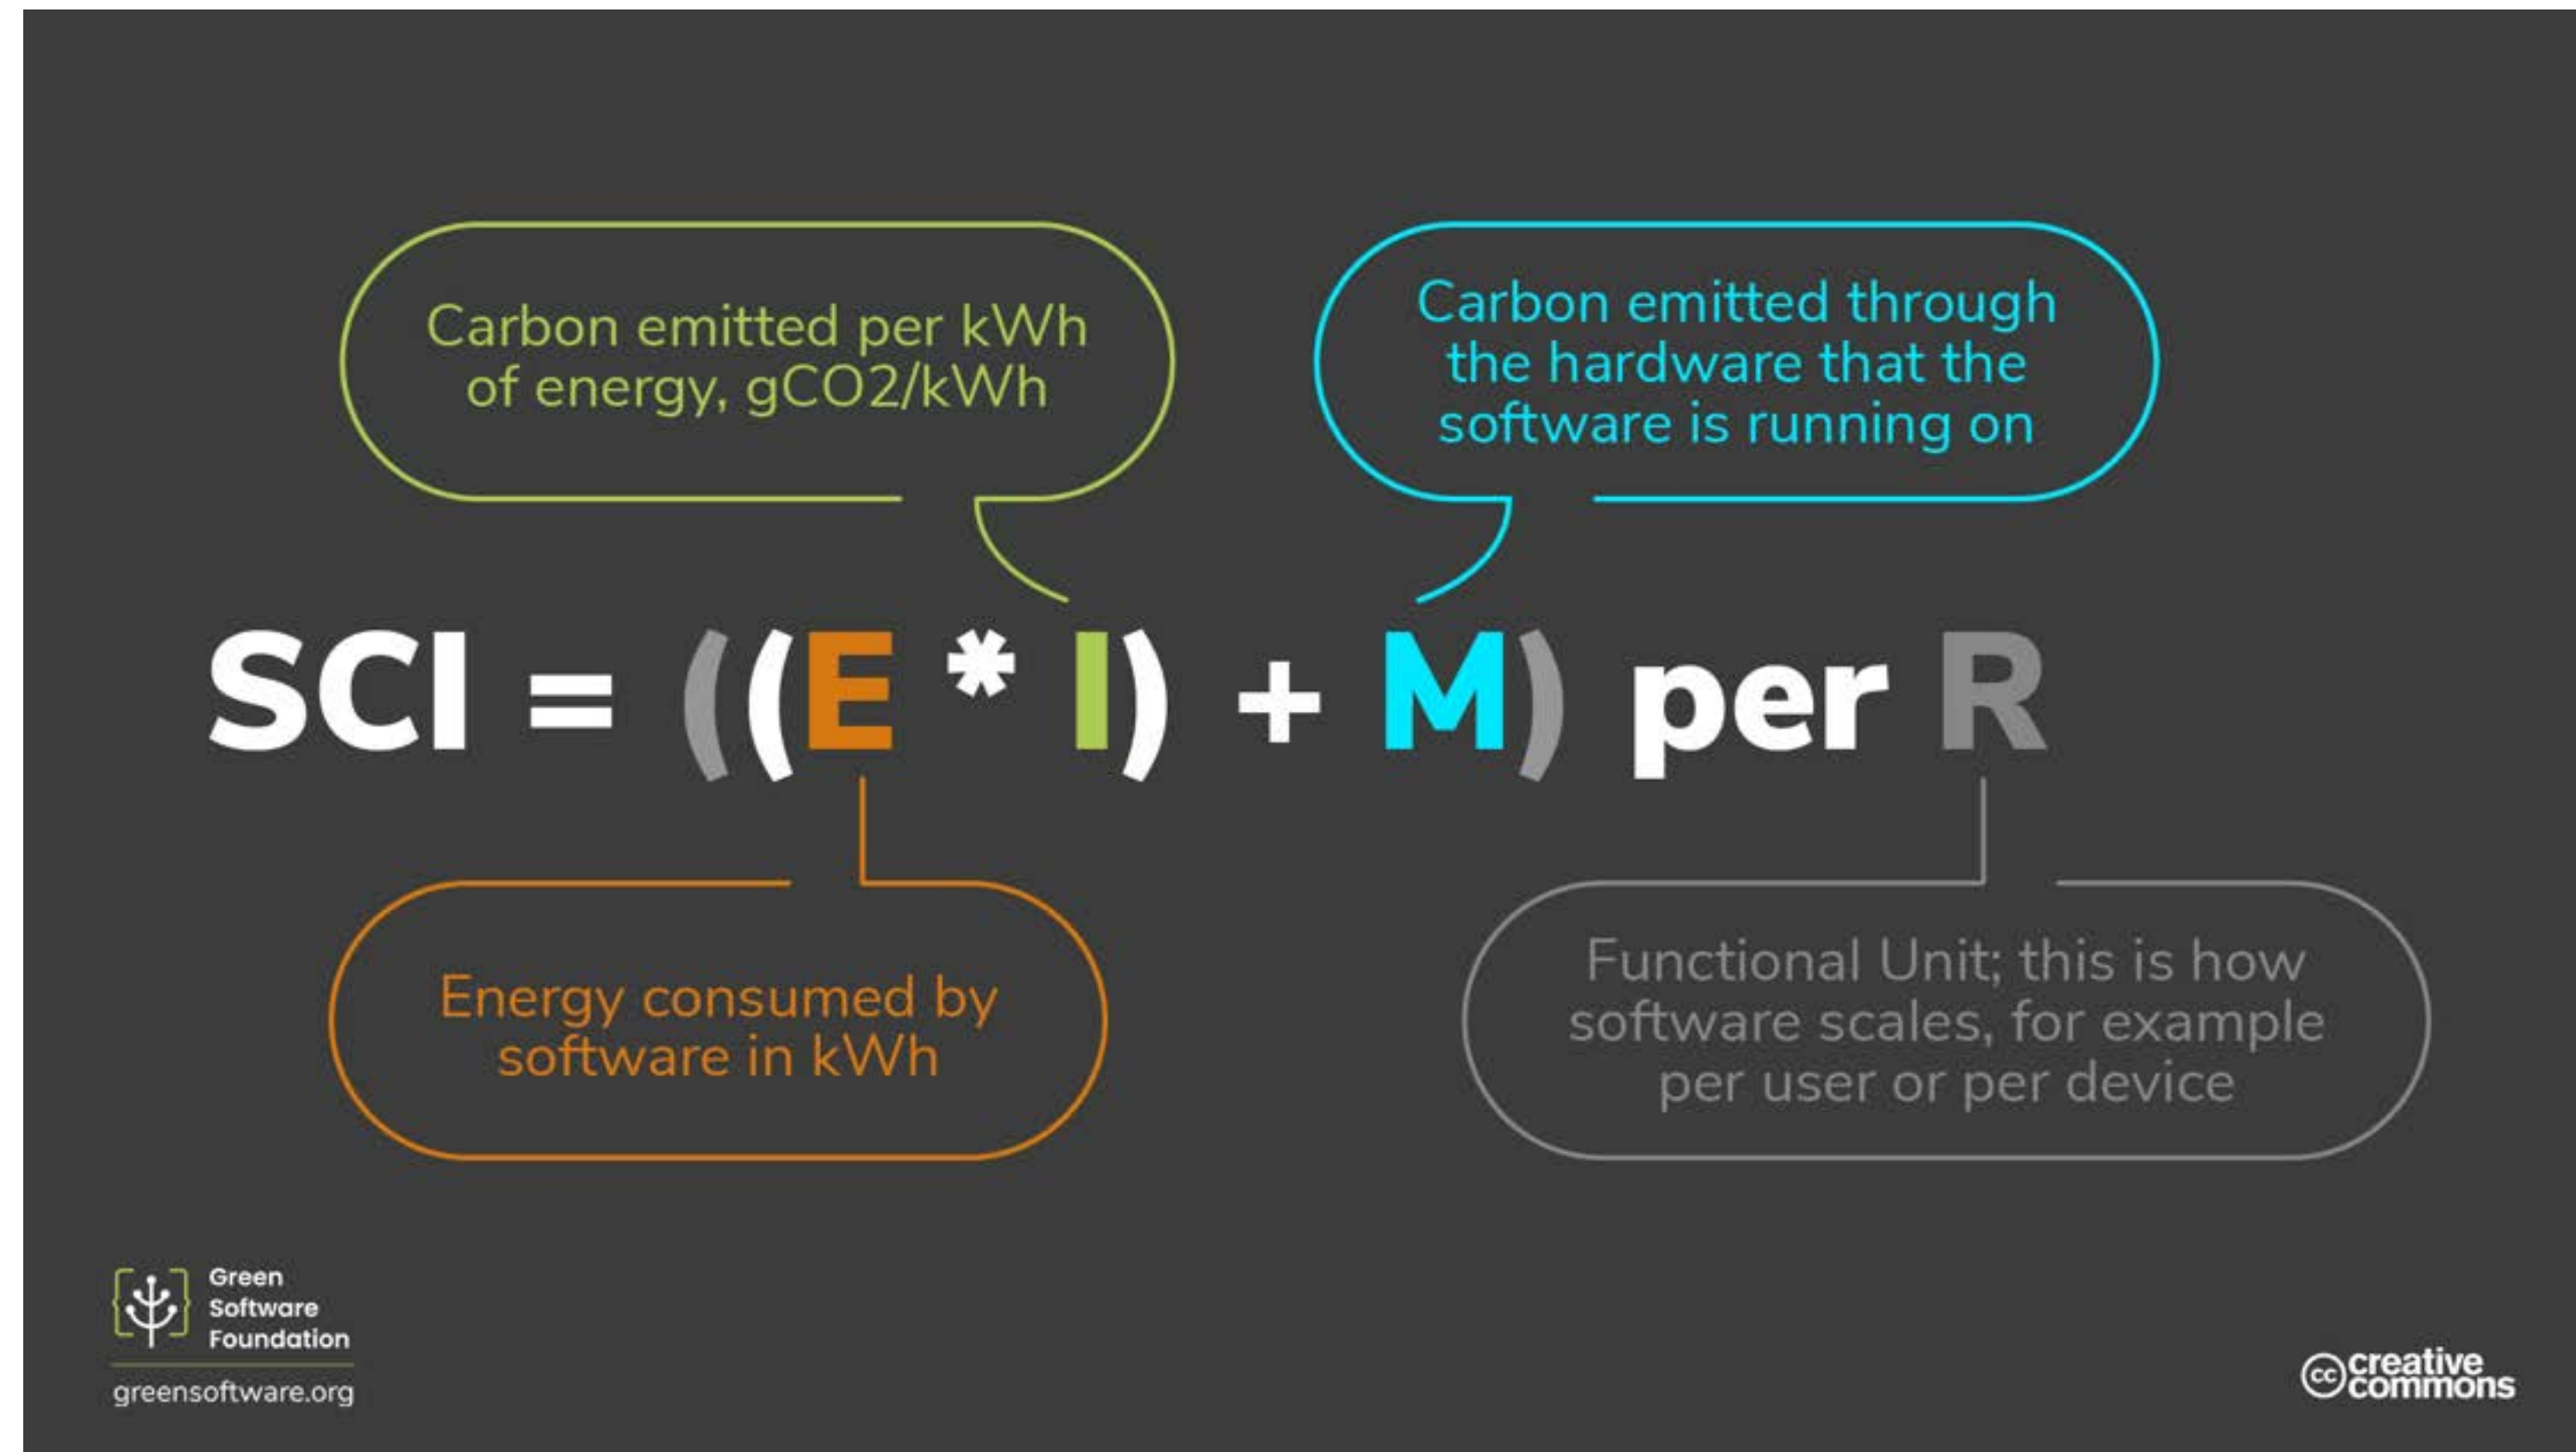 Carbon emitted per kWh
of energy, gCO2/kWh
Carbon emitted through
the hardware that the
software is running on
SCI = ((E * I) + M) per R
Energy consumed by
software in kWh
Functional Unit; this is how
software scales, for example
per user or per device
Green
Software
Foundation
greensoftware.org
cc creative
commons